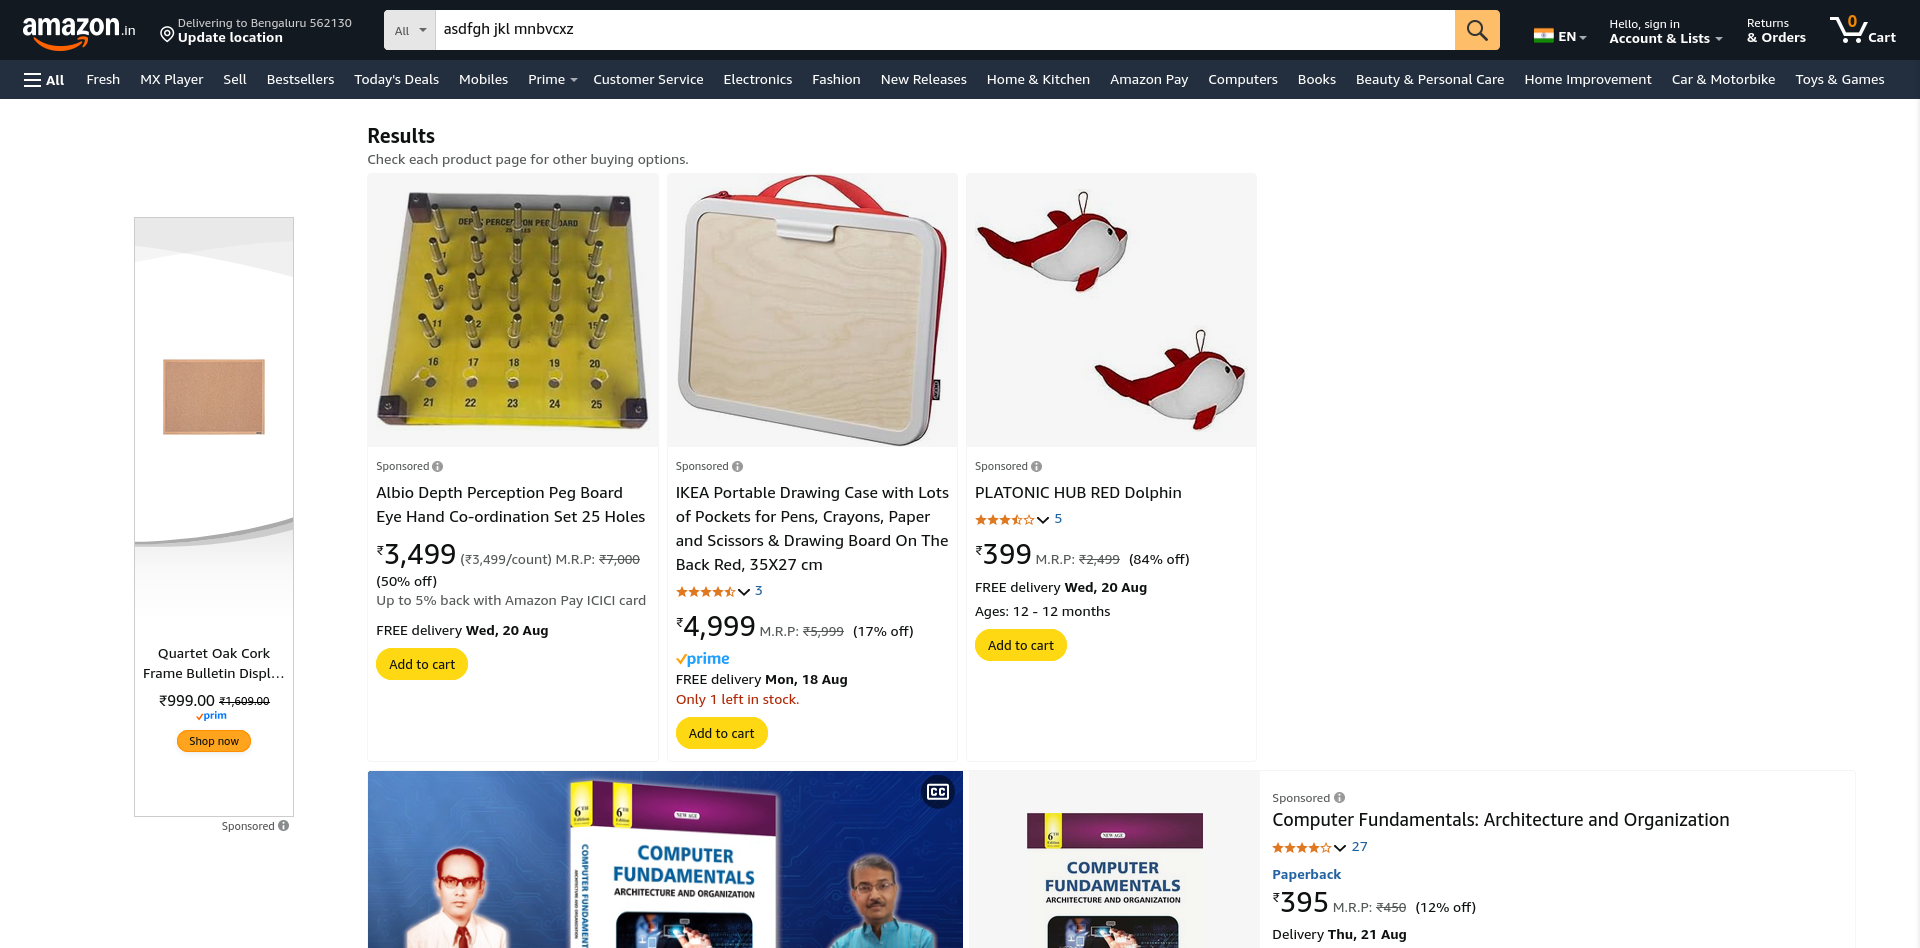 amazon.in
Delivering to Bengaluru 562130
Update location
All
asdfgh jkl mnbvcxz
EN
Hello, sign in
Account & Lists
Returns
& Orders
0
Cart
All
Fresh
MX Player
Sell
Bestsellers
Today's Deals
Mobiles
Prime
Customer Service
Electronics
Fashion
New Releases
Home & Kitchen
Amazon Pay
Computers
Books
Beauty & Personal Care
Home Improvement
Car & Motorbike
Toys & Games
Results
Check each product page for other buying options.
Quartet Oak Cork
Frame Bulletin Displ...
₹999.00 ₹1,609.00
prim
Shop now
Sponsored
16 17 18 19 20
21 22 23 24 25
Sponsored
Albio Depth Perception Peg Board
Eye Hand Co-ordination Set 25 Holes
₹3,499 (₹3,499/count) M.R.P: ₹7,000
(50% off)
Up to 5% back with Amazon Pay ICICI card
FREE delivery Wed, 20 Aug
Add to cart
Sponsored
IKEA Portable Drawing Case with Lots
of Pockets for Pens, Crayons, Paper
and Scissors & Drawing Board On The
Back Red, 35X27 cm
3
₹4,999 M.R.P: ₹5,999 (17% off)
prime
FREE delivery Mon, 18 Aug
Only 1 left in stock.
Add to cart
Sponsored
PLATONIC HUB RED Dolphin
5
₹399 M.R.P: ₹2,499 (84% off)
FREE delivery Wed, 20 Aug
Ages: 12 - 12 months
Add to cart
CC
6TH
Edition
6TH
Edition
NEW AGE
COMPUTER
FUNDAMENTALS
ARCHITECTURE AND ORGANIZATION
COMPUTER FUNDAMENT
6TH
Edition
NEW AGE
COMPUTER
FUNDAMENTALS
ARCHITECTURE AND ORGANIZATION
Sponsored
Computer Fundamentals: Architecture and Organization
27
Paperback
₹395 M.R.P: ₹450 (12% off)
Delivery Thu, 21 Aug